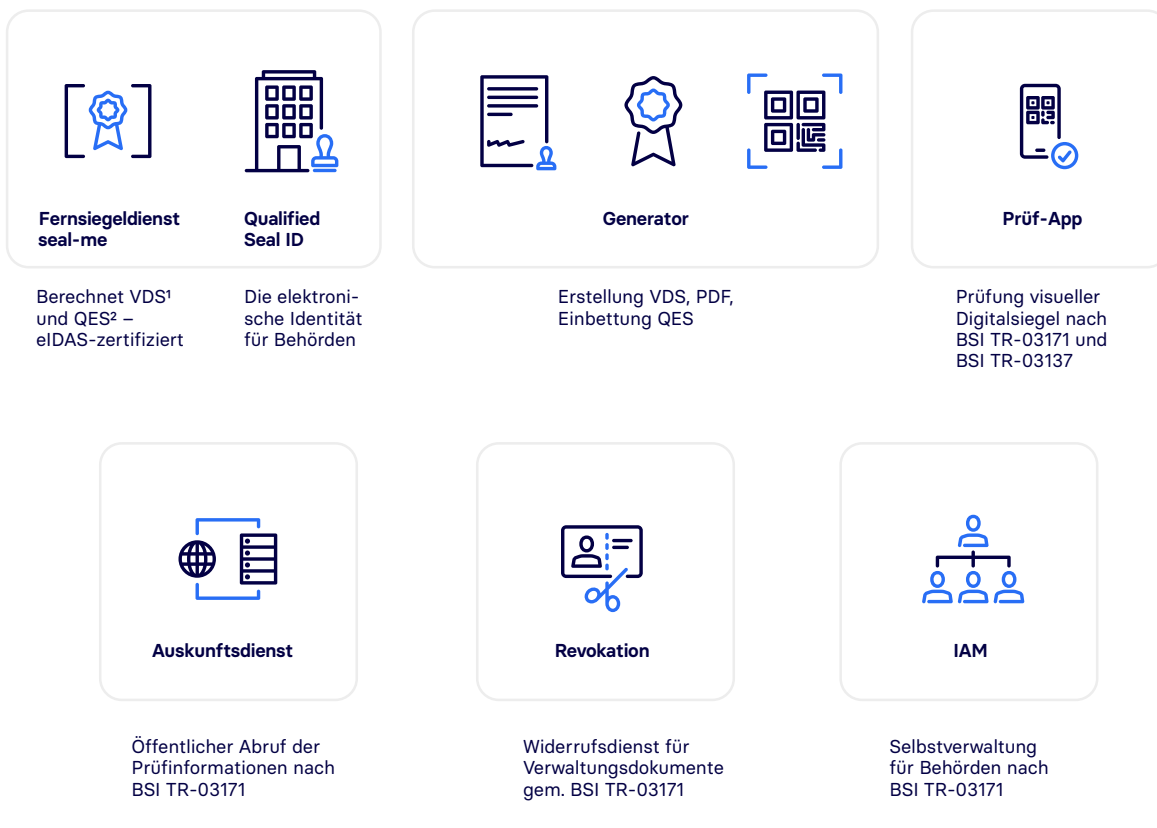 Fernsiegeldienst
seal-me
Qualified
Seal ID
Generator
Prüf-App
Berechnet VDS¹
und QES² –
eIDAS-zertifiziert
Die elektroni-
sche Identität
für Behörden
Erstellung VDS, PDF,
Einbettung QES
Prüfung visueller
Digitalsiegel nach
BSI TR-03171 und
BSI TR-03137
Auskunftsdienst
Revokation
IAM
Öffentlicher Abruf der
Prüfinformationen nach
BSI TR-03171
Widerrufsdienst für
Verwaltungsdokumente
gem. BSI TR-03171
Selbstverwaltung
für Behörden nach
BSI TR-03171